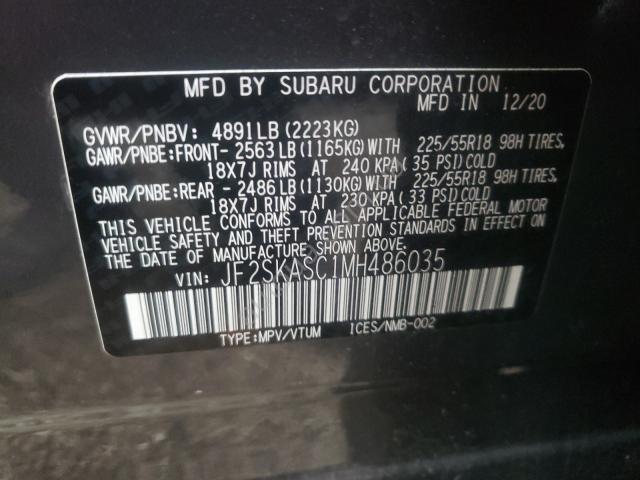 MFD BY SUBARU CORPORATION
MFD IN 12/20
GVWR/PNBV: 4891LB(2223KG)
GAWR/PNBE:FRONT- 2563LB(1165KG)WITH 225/55R18 98H TIRES,
18X7J RIMS AT 240 KPA(35 PSI)COLD
GAWR/PNBE:REAR - 2486LB(1130KG)WITH 225/55R18 98H TIRES,
18X7J RIMS AT 230 KPA(33 PSI)COLD
THIS VEHICLE CONFORMS TO ALL APPLICABLE FEDERAL MOTOR
VEHICLE SAFETY AND THEFT PREVENTION STANDARDS IN EFFECT ON
THE DATE OF MANUFACTURE SHOWN ABOVE.
VIN: JF2SKASC1MH486035
TYPE:MPV/VTUM ICES/NMB-002